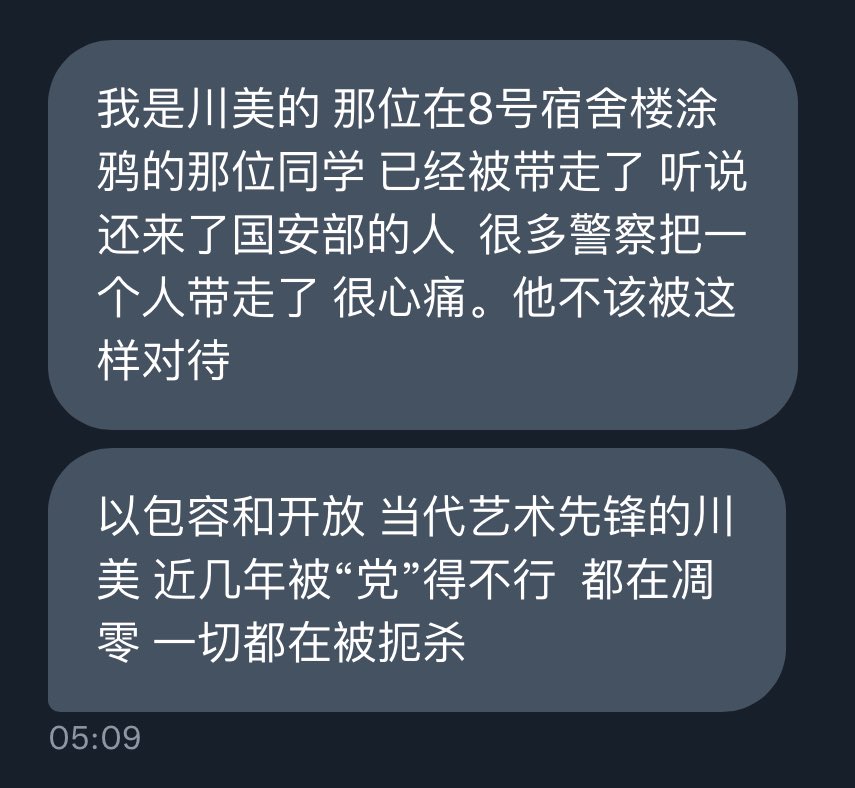 我是川美的 那位在8号宿舍楼涂
鸦的那位同学 已经被带走了 听说
还来了国安部的人  很多警察把一
个人带走了 很心痛。他不该被这
样对待
以包容和开放 当代艺术先锋的川
美 近几年被“党”得不行  都在凋
零 一切都在被扼杀
05:09